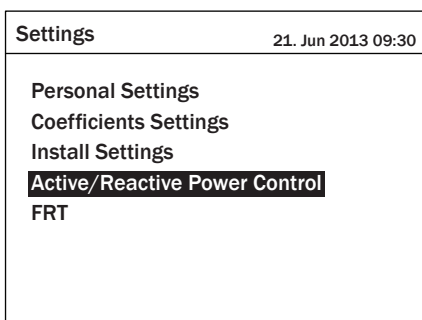 Settings 21. Jun 2013 09:30
Personal Settings
Coefficients Settings
Install Settings
Active/Reactive Power Control
FRT